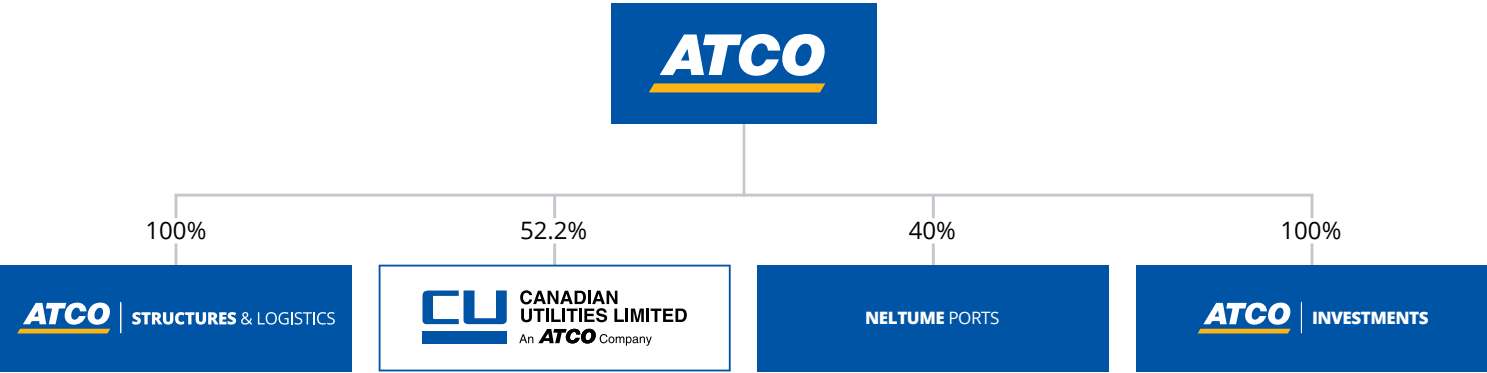 ATCO
100%
52.2%
40%
100%
ATCO STRUCTURES & LOGISTICS
CU
CANADIAN
UTILITIES LIMITED
An ATCO Company
NELTUME PORTS
ATCO INVESTMENTS